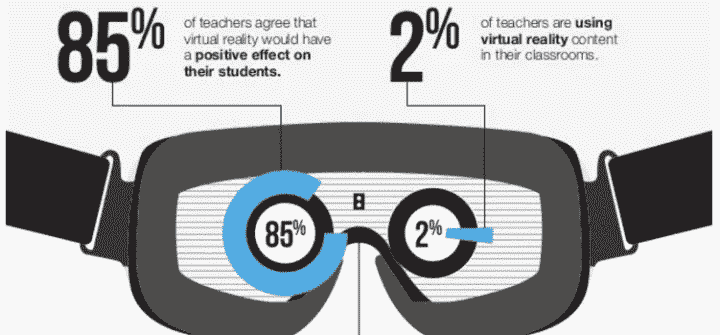 85%
of teachers agree that
virtual reality would have
a positive effect on
their students.
2%
of teachers are using
virtual reality content
in their classrooms.
85%
2%